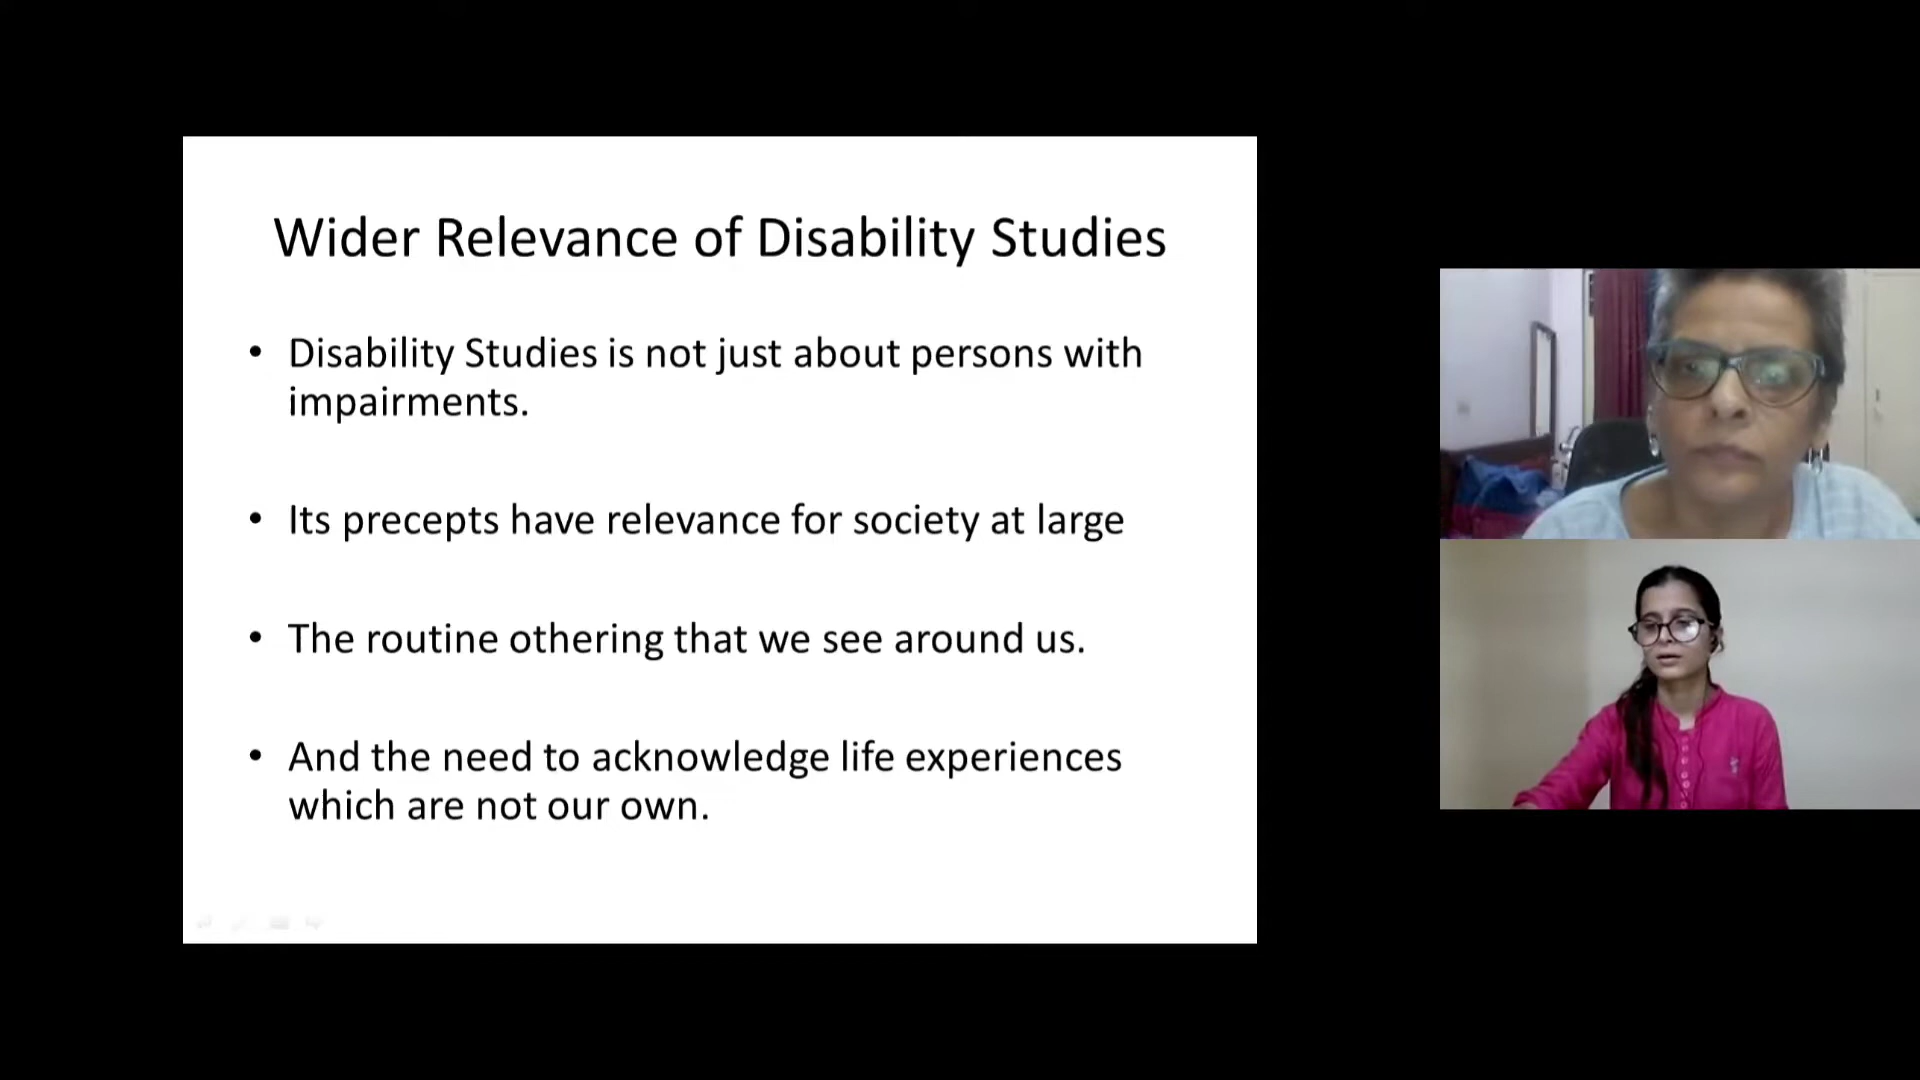 Wider Relevance of Disability Studies
• Disability Studies is not just about persons with
impairments.
• Its precepts have relevance for society at large
• The routine othering that we see around us.
• And the need to acknowledge life experiences
which are not our own.